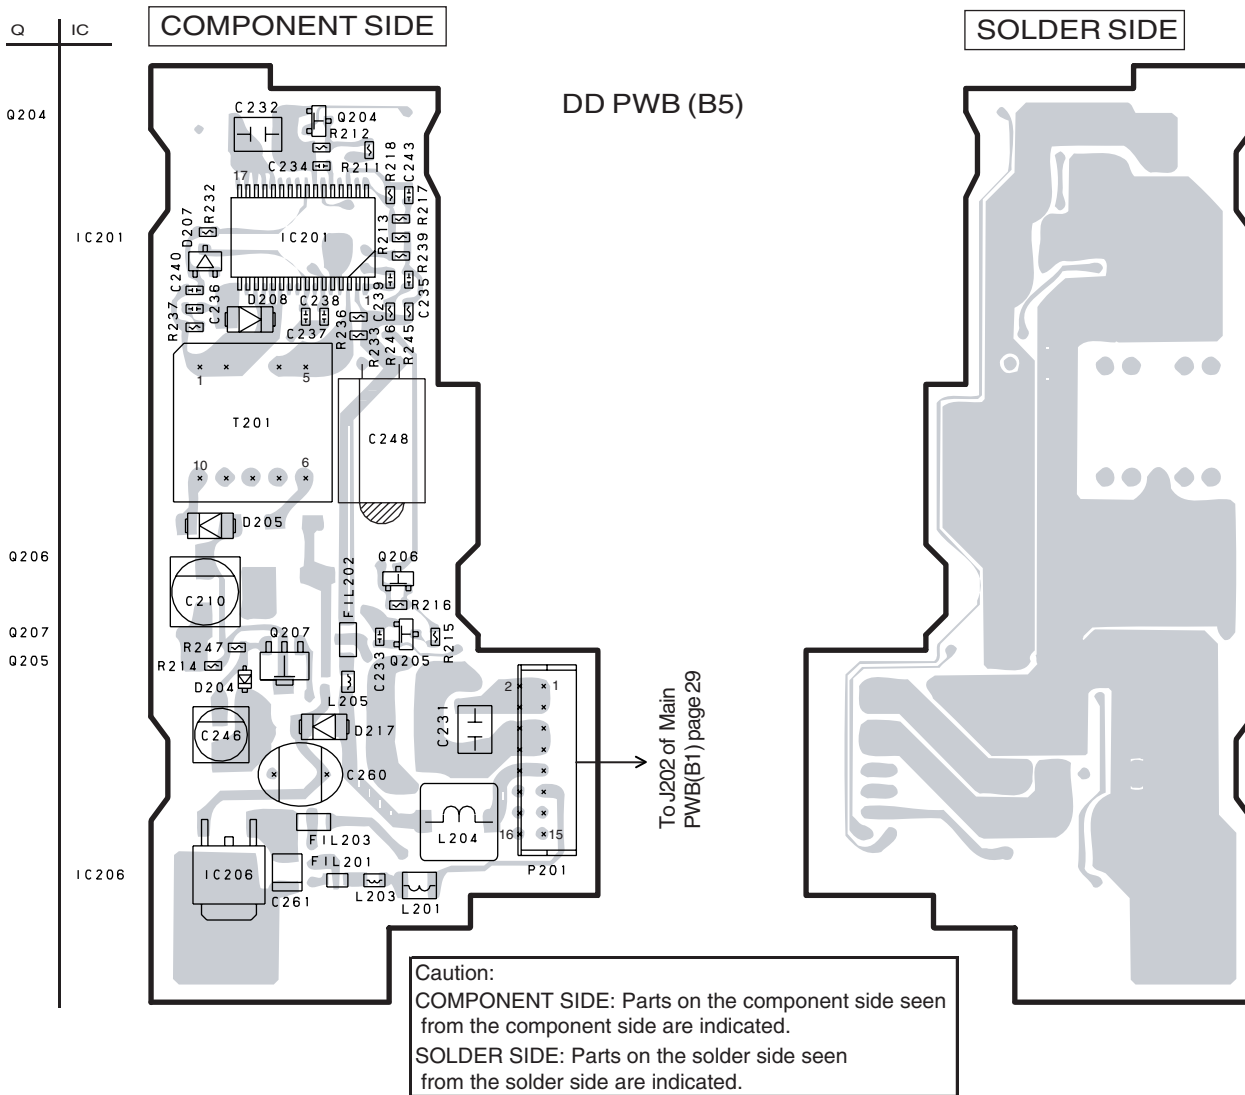 Q IC
COMPONENT SIDE
SOLDER SIDE
DD PWB (B5)
Q204
IC201
Q206
Q207
Q205
IC206
C232
Q204
R212
C234
R211
R218
C243
17
R232
D207
IC201
R213
R217
R239
C240
C236
R237
D208
C238
C237
1
R236
R233
C239
R246
C235
R245
1
5
T201
C248
10
6
D205
C210
FIL202
Q206
R216
R247
Q207
R214
D204
C233
Q205
R215
L205
2
1
C246
D217
C231
C260
To J202 of Main
PWB(B1) page 29
FIL203
L204
16
15
P201
IC206
FIL201
C261
L203
L201
Caution:
COMPONENT SIDE: Parts on the component side seen
from the component side are indicated.
SOLDER SIDE: Parts on the solder side seen
from the solder side are indicated.